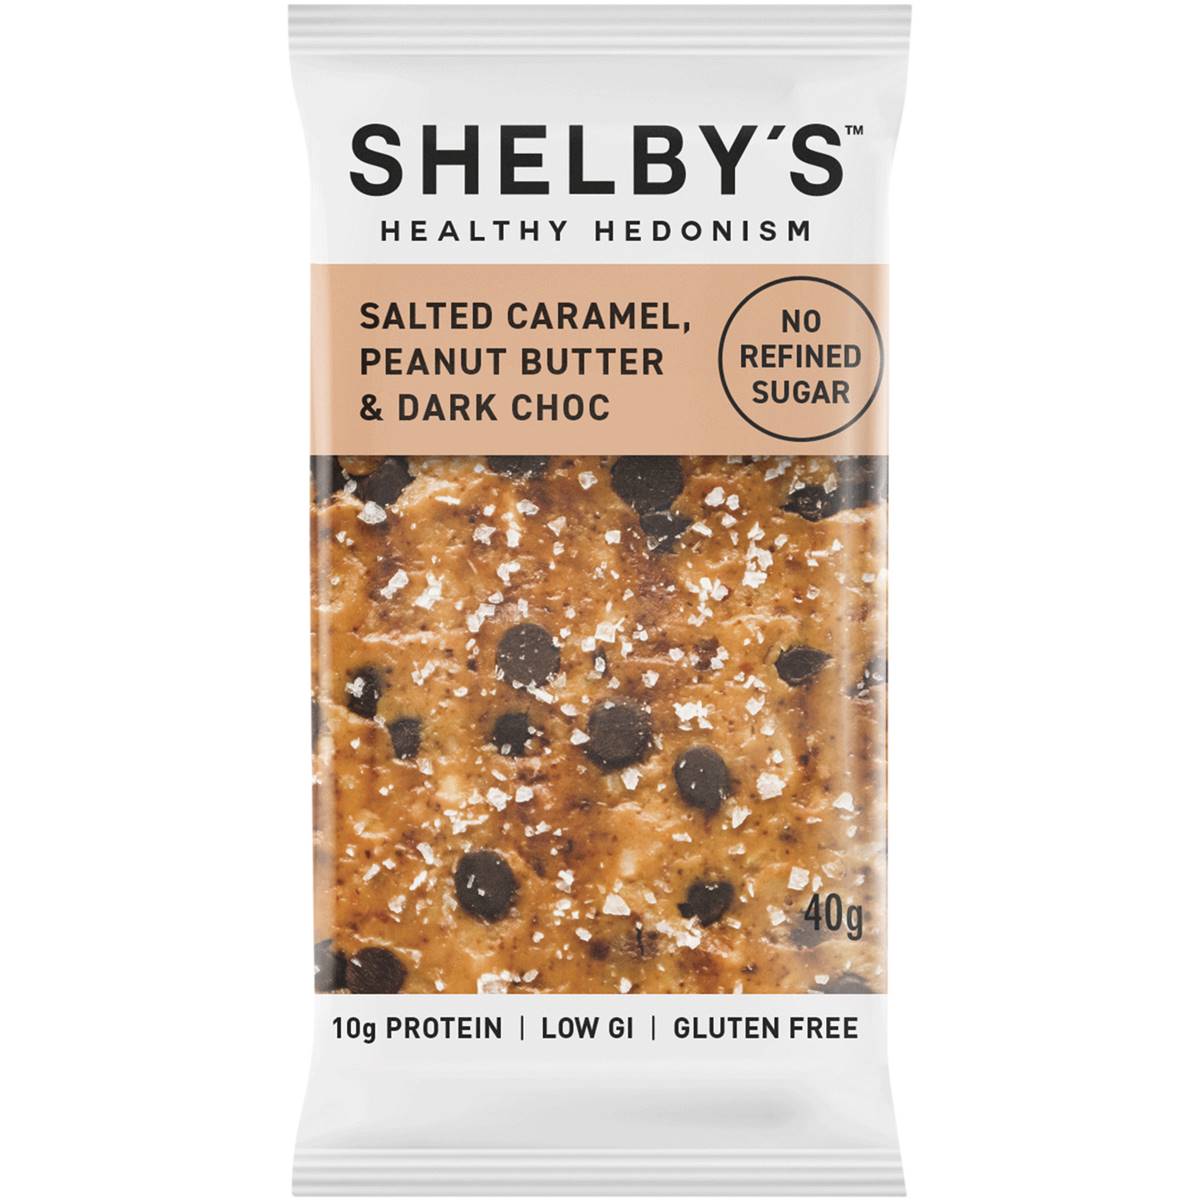 SHELBY'S™
HEALTHY HEDONISM
SALTED CARAMEL,
PEANUT BUTTER
& DARK CHOC
NO
REFINED
SUGAR
40g
10g PROTEIN | LOW GI | GLUTEN FREE